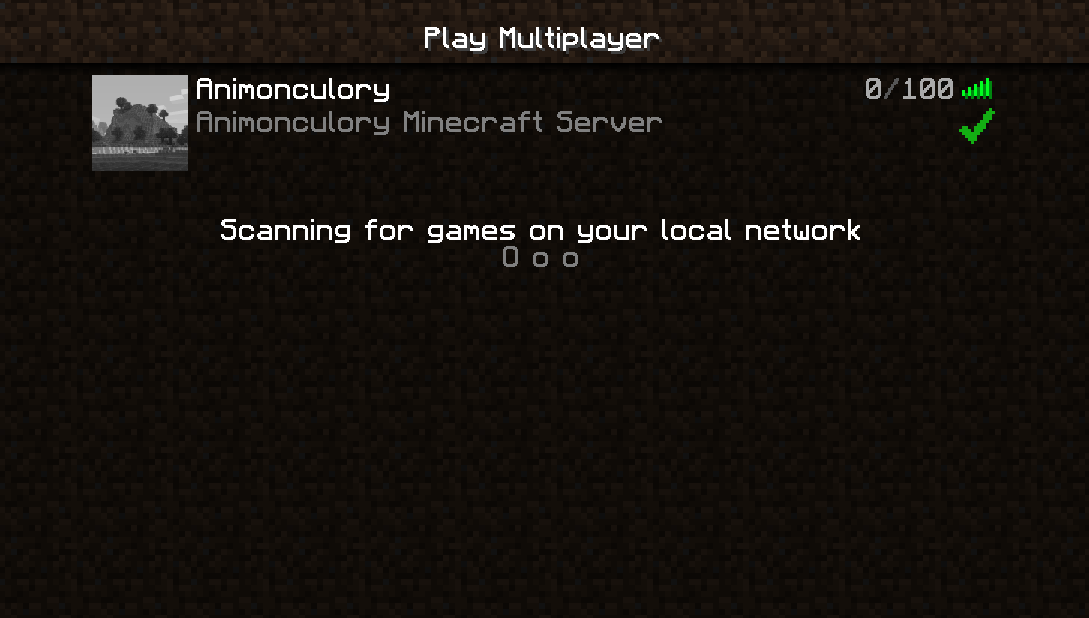 Play Multiplayer
Animonculory 0/100
Animonculory Minecraft Server
Scanning for games on your local network
O o o